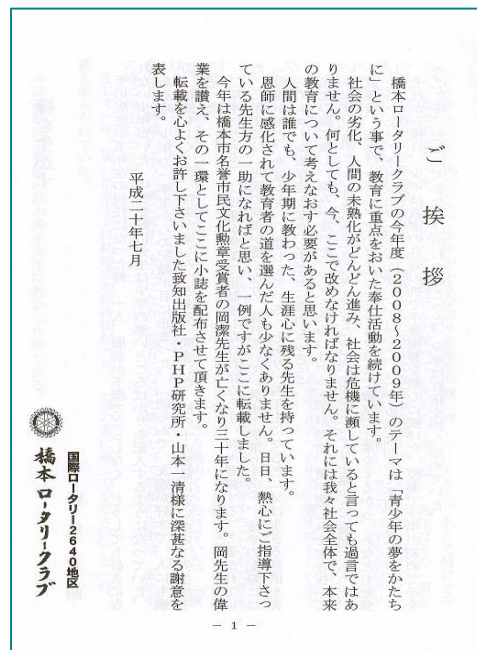 ご挨拶
橋本ロータリークラブの今年度（２００８～２００９年）のテーマは「青少年の夢をかたち
に」という事で、教育に重点をおいた奉仕活動を続けています。
社会の劣化、人間の未熟化がどんどん進み、社会は危機に瀕していると言っても過言ではあ
りません。何としても、今、ここで改めなければなりません。それには我々社会全体で、本来
の教育について考えなおす必要があると思います。
人間は誰でも、少年期に教わった、生涯心に残る先生を持っています。
恩師に感化されて教育者の道を選んだ人も少なくありません。日日、熱心にご指導下さっ
ている先生方の一助になればと思い、一例ですがここに転載しました。
今年は橋本市名誉市民文化勲章受賞者の岡潔先生が亡くなり三十年になります。岡先生の偉
業を讃え、その一環としてここに小誌を配布させて頂きます。
転載を心よくお許し下さいました致知出版社・ＰＨＰ研究所・山本一清様に深甚なる謝意を
表します。
平成二十年七月
国際ロータリー２６４０地区
橋本ロータリークラブ
－ 1 －